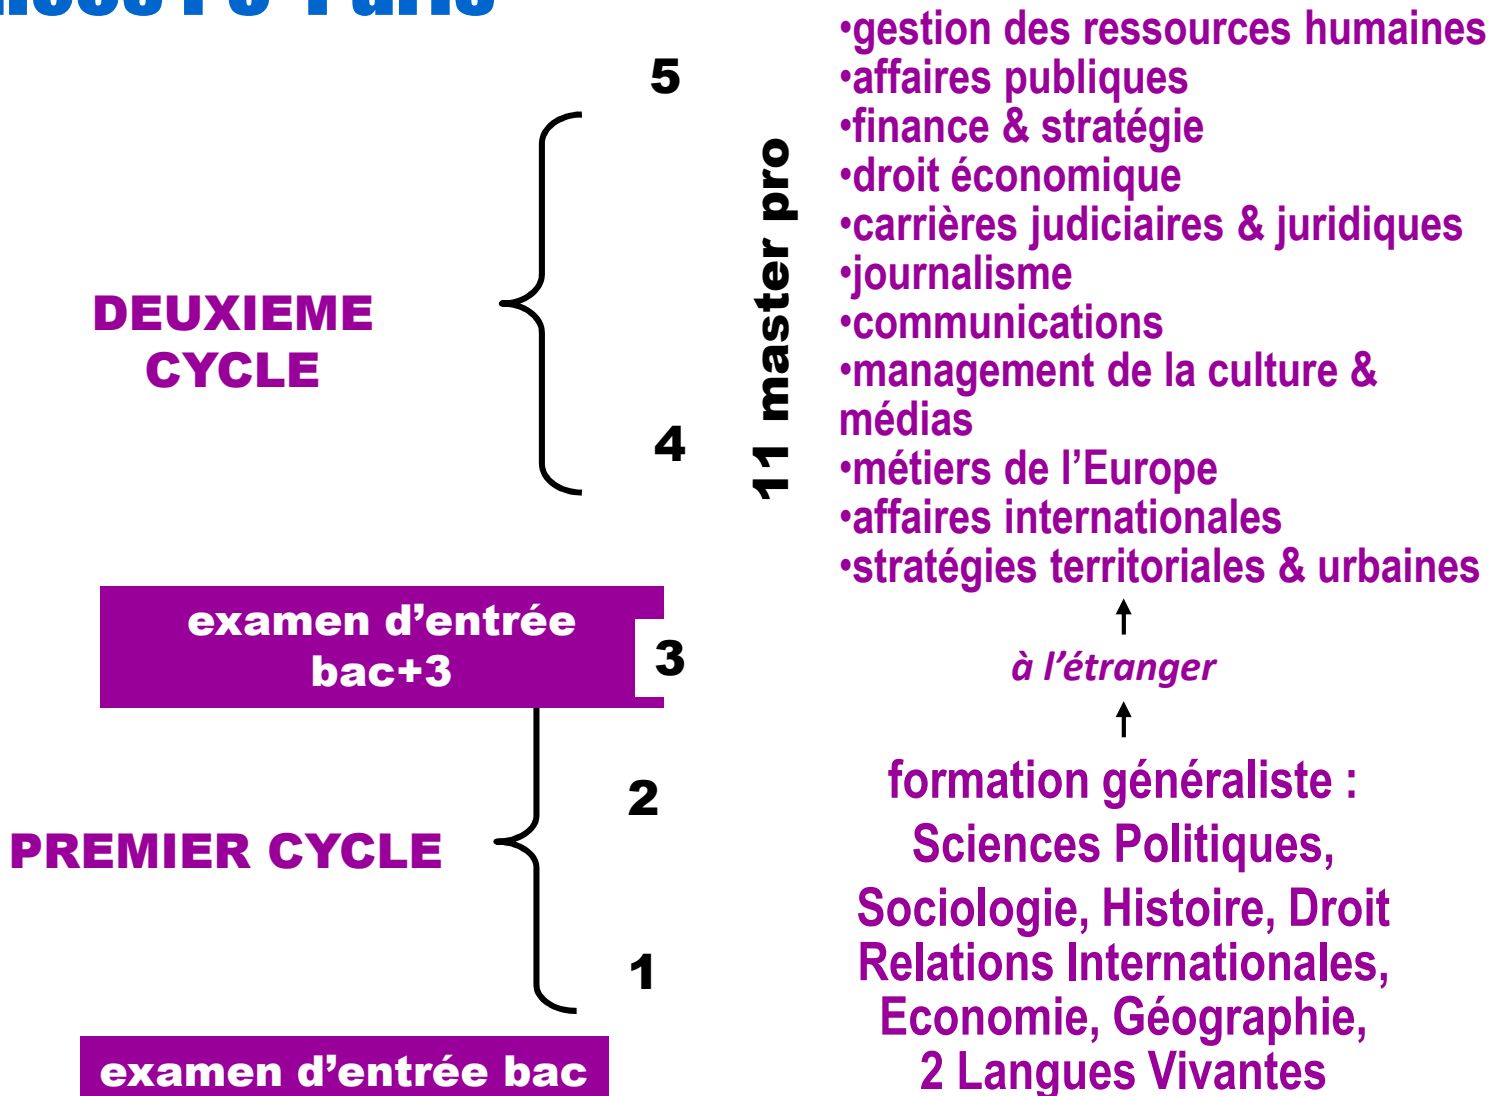 Paris
•gestion des ressources humaines
5
•affaires publiques
•finance & stratégie
•droit économique
•carrières judiciaires & juridiques
•journalisme
•communications
•management de la culture &
médias
•métiers de l’Europe
•affaires internationales
•stratégies territoriales & urbaines
11 master pro
DEUXIEME
CYCLE
4
examen d’entrée
bac+3
3
à l’étranger
2
PREMIER CYCLE
1
formation généraliste :
Sciences Politiques,
Sociologie, Histoire, Droit
Relations Internationales,
Economie, Géographie,
2 Langues Vivantes
examen d’entrée bac